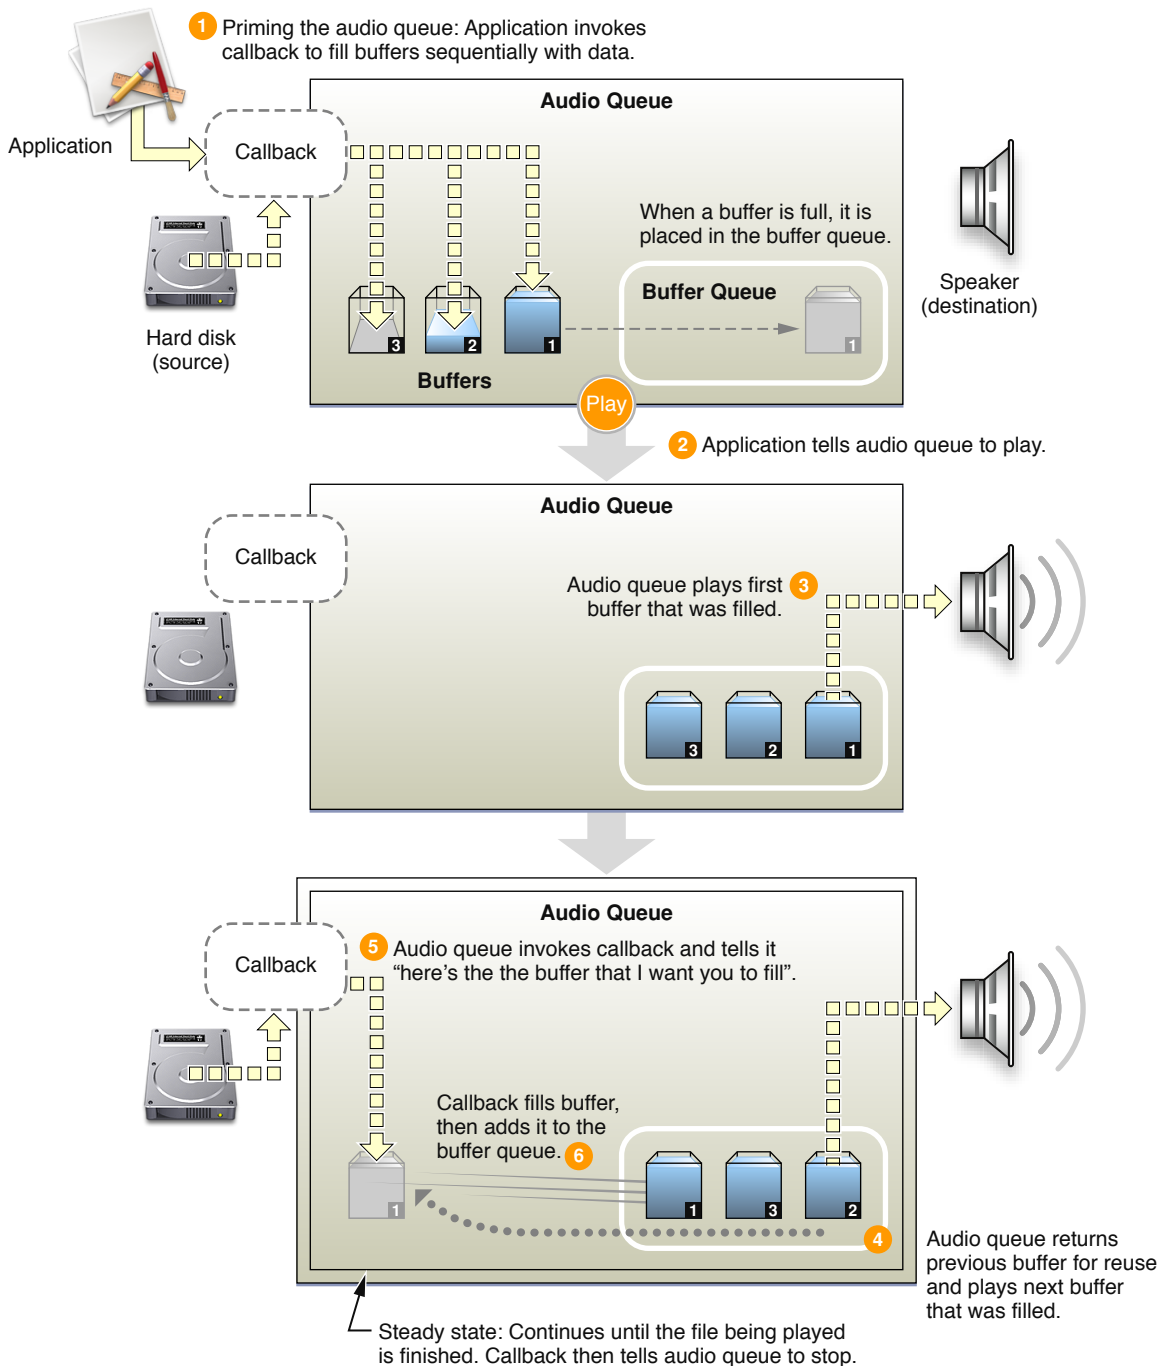 1 Priming the audio queue: Application invokes
callback to fill buffers sequentially with data.
Audio Queue
Application
Callback
When a buffer is full, it is
placed in the buffer queue.
Buffer Queue
Speaker
(destination)
Hard disk
(source)
3
2
1
1
Buffers
Play
2 Application tells audio queue to play.
Audio Queue
Callback
Audio queue plays first 3
buffer that was filled.
3
2
1
Audio Queue
Callback
5 Audio queue invokes callback and tells it
“here’s the the buffer that I want you to fill”.
Callback fills buffer,
then adds it to the
buffer queue. 6
1
1
3
2
4
Audio queue returns
previous buffer for reuse
and plays next buffer
that was filled.
Steady state: Continues until the file being played
is finished. Callback then tells audio queue to stop.